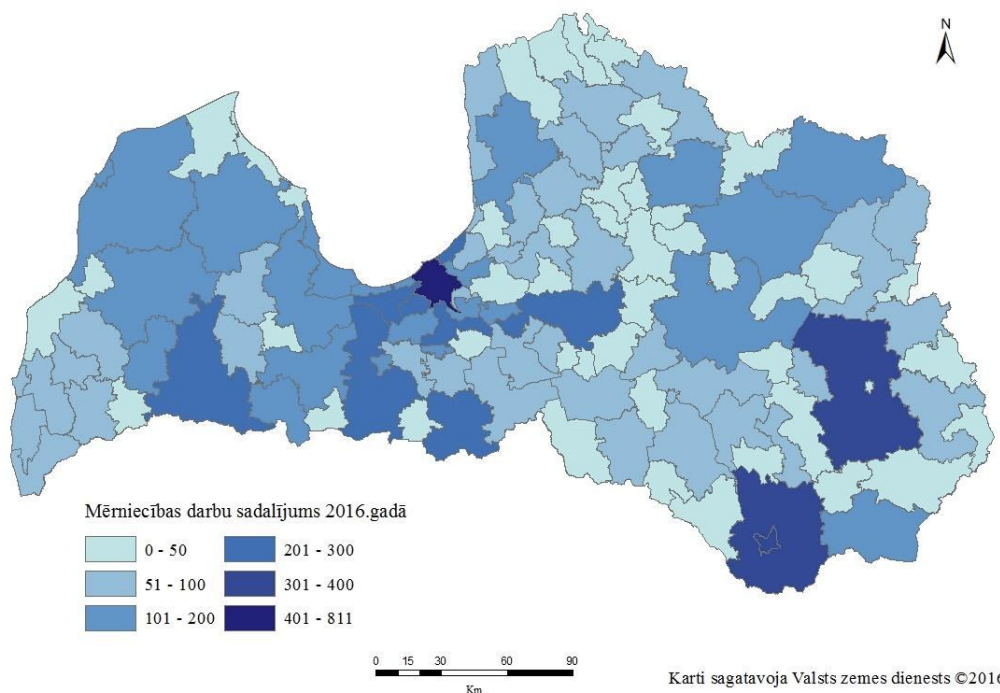 N
Mērniecības darbu sadalījums 2016.gadā
0 - 50
201 - 300
51 - 100
301 - 400
101 - 200
401 - 811
0 15 30 60 90
Km
Karti sagatavoja Valsts zemes dienests ©2016